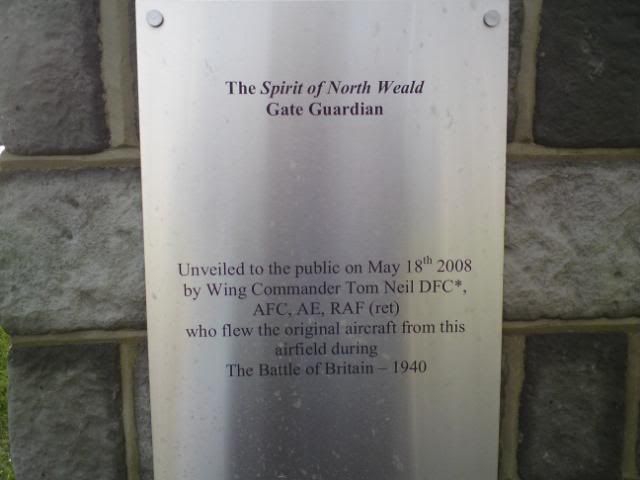 The Spirit of North Weald
Gate Guardian
Unveiled to the public on May 18th 2008
by Wing Commander Tom Neil DFC*,
AFC, AE, RAF (ret)
who flew the original aircraft from this
airfield during
The Battle of Britain – 1940